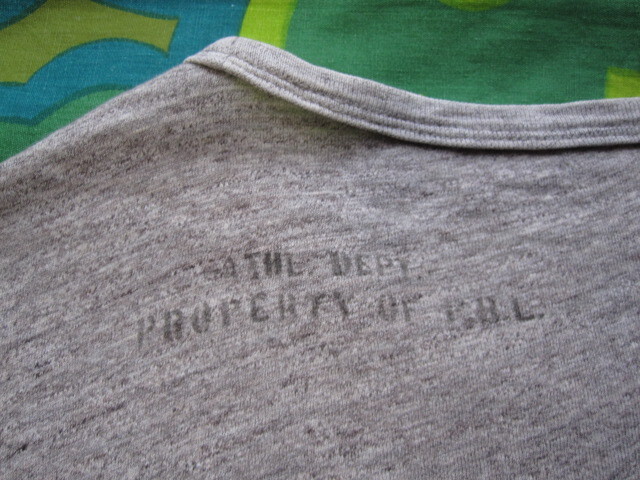 ATHL. DEPT.
PROPERTY OF